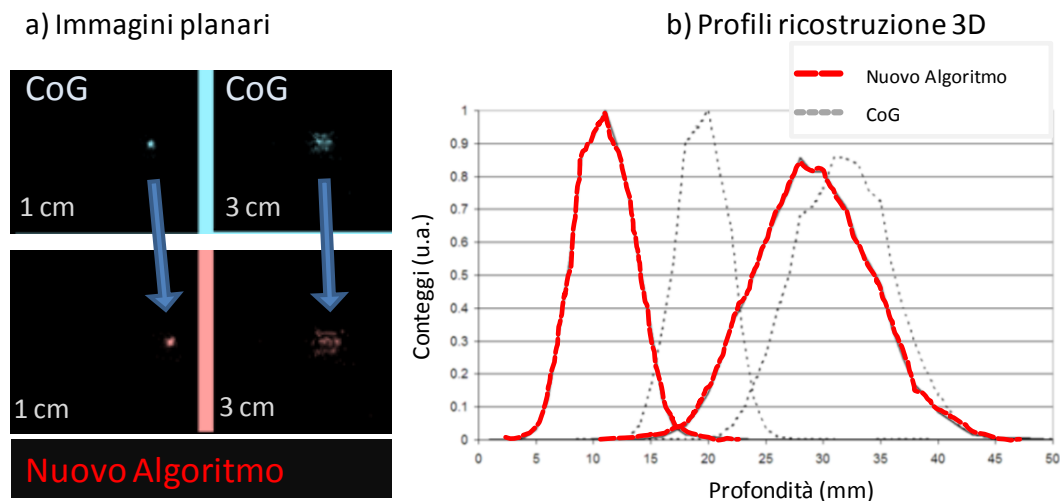 a) Immagini planari
CoG
CoG
1 cm
3 cm
1 cm
3 cm
Nuovo Algoritmo
b) Profili ricostruzione 3D
Nuovo Algoritmo
CoG
Conteggi (u.a.)
1
0.9
0.8
0.7
0.6
0.5
0.4
0.3
0.2
0.1
0
0 5 10 15 20 25 30 35 40 45 50
Profondità (mm)